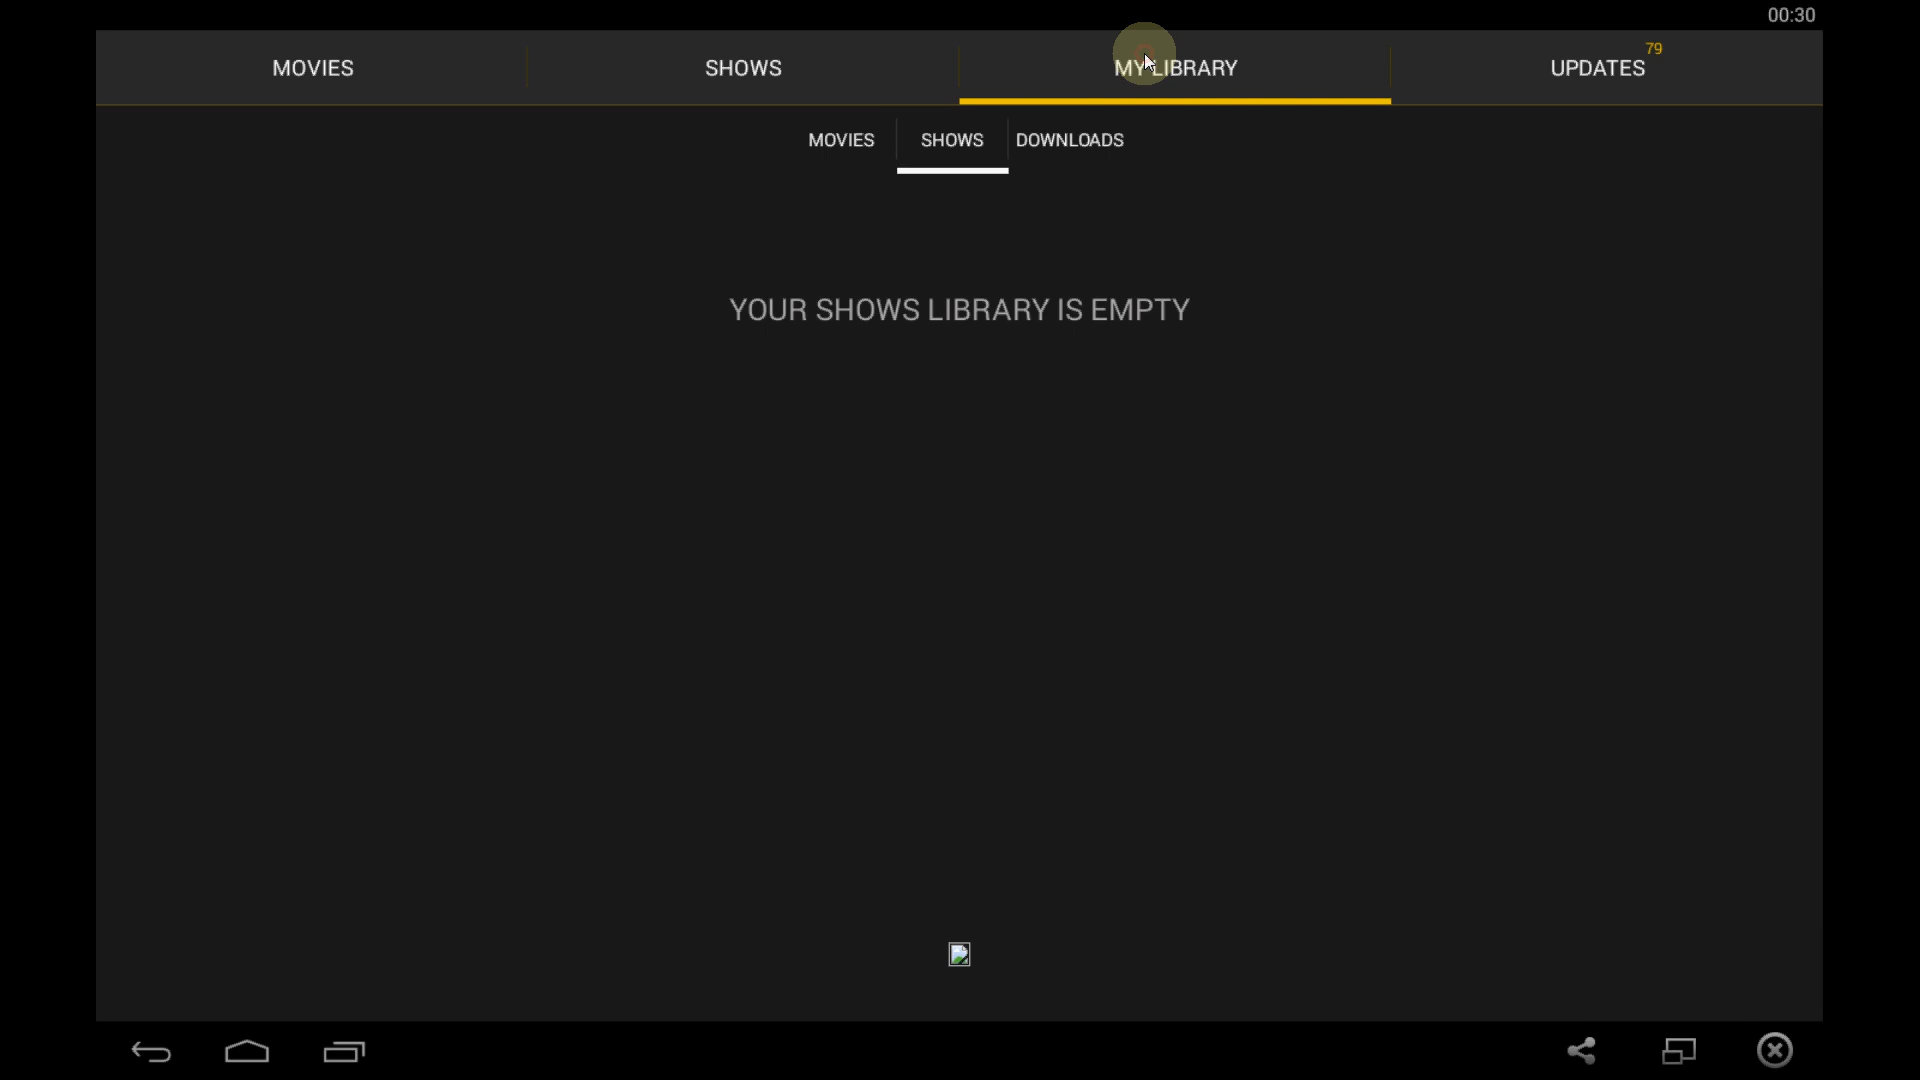 00:30
MOVIES
SHOWS
MY LIBRARY
UPDATES
79
MOVIES
SHOWS
DOWNLOADS
YOUR SHOWS LIBRARY IS EMPTY